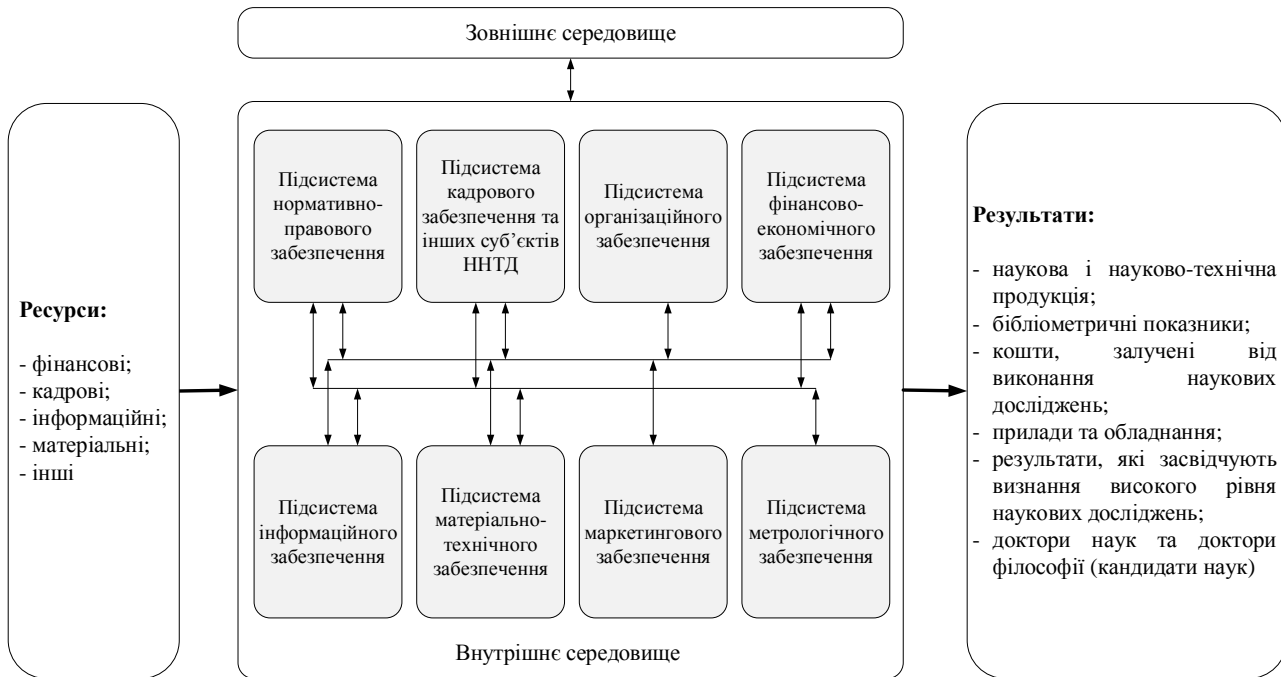 Зовнішнє середовище
Ресурси:
- фінансові;
- кадрові;
- інформаційні;
- матеріальні;
- інші
Підсистема
нормативно-
правового
забезпечення
Підсистема
кадрового
забезпечення та
інших суб’єктів
ННТД
Підсистема
організаційного
забезпечення
Підсистема
фінансово-
економічного
забезпечення
Підсистема
інформаційного
забезпечення
Підсистема
матеріально-
технічного
забезпечення
Підсистема
маркетингового
забезпечення
Підсистема
метрологічного
забезпечення
Внутрішнє середовище
Результати:
- наукова і науково-технічна
продукція;
- бібліометричні показники;
- кошти, залучені від
виконання наукових
досліджень;
- прилади та обладнання;
- результати, які засвідчують
визнання високого рівня
наукових досліджень;
- доктори наук та доктори
філософії (кандидати наук)